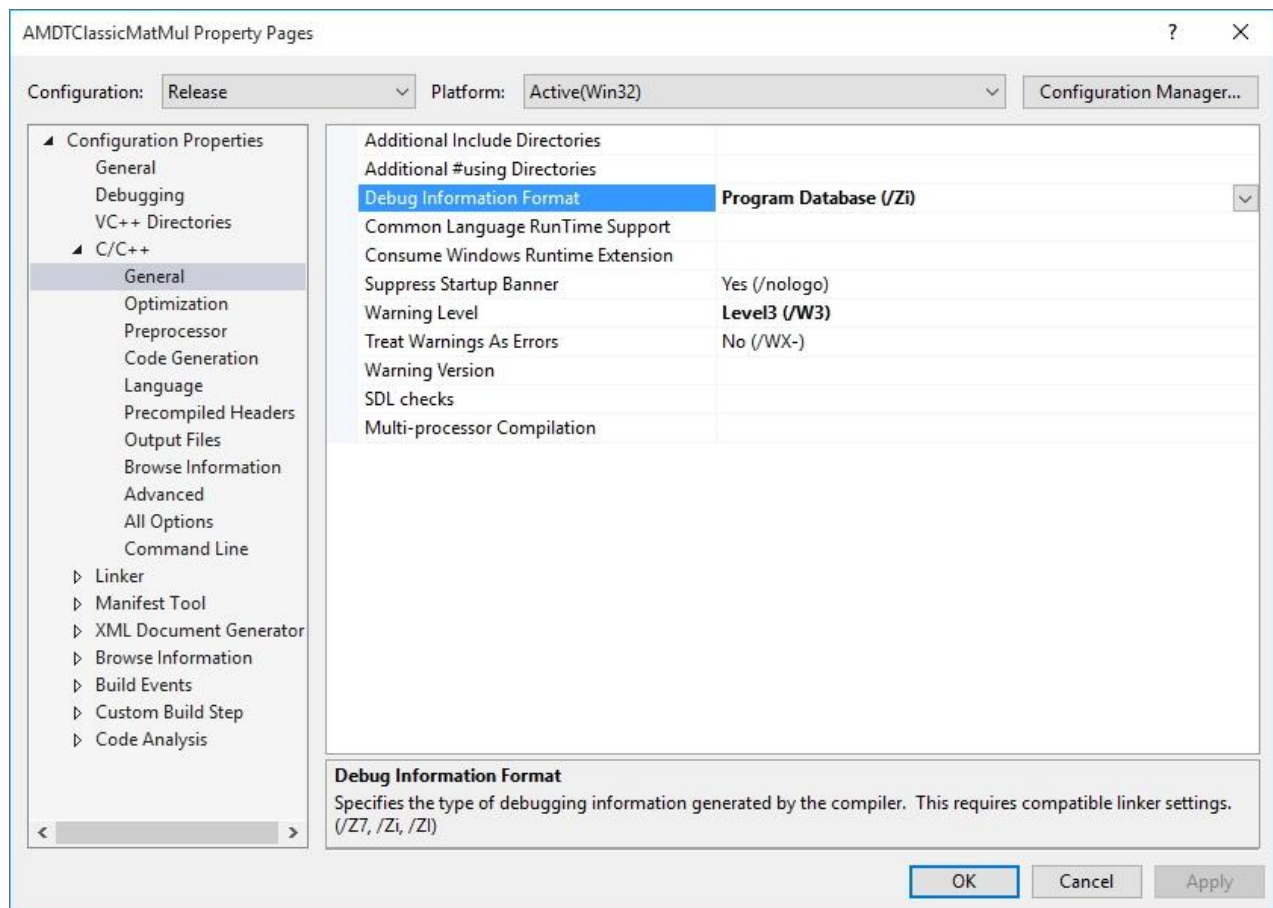 AMDTClassicMatMul Property Pages
?
Configuration: Release Platform: Active(Win32) Configuration Manager...
Configuration Properties
General
Debugging
VC++ Directories
C/C++
General
Optimization
Preprocessor
Code Generation
Language
Precompiled Headers
Output Files
Browse Information
Advanced
All Options
Command Line
Linker
Manifest Tool
XML Document Generator
Browse Information
Build Events
Custom Build Step
Code Analysis
Additional Include Directories
Additional #using Directories
Debug Information Format Program Database (/Zi)
Common Language RunTime Support
Consume Windows Runtime Extension
Suppress Startup Banner Yes (/nologo)
Warning Level Level3 (/W3)
Treat Warnings As Errors No (/WX-)
Warning Version
SDL checks
Multi-processor Compilation
Debug Information Format
Specifies the type of debugging information generated by the compiler. This requires compatible linker settings.
(/Z7, /Zi, /ZI)
OK Cancel Apply